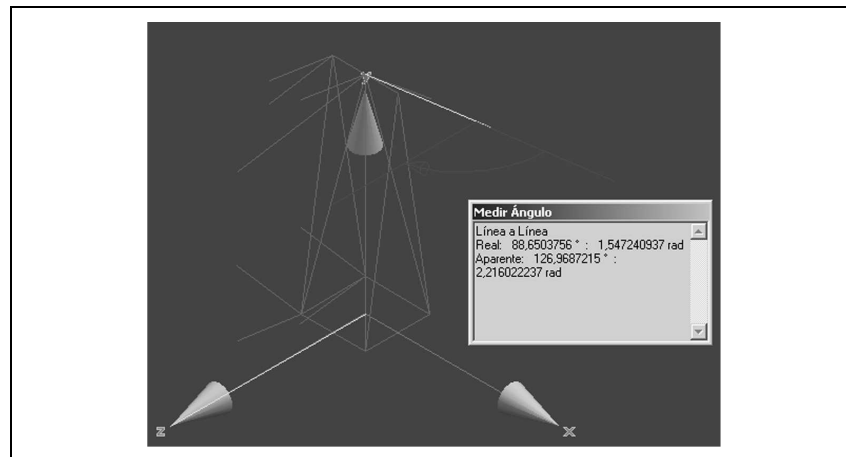 Y
Medir Ángulo
Línea a Línea
Real: 88,6503756 ° : 1,547240937 rad
Aparente: 126,9687215 ° :
2,216022237 rad
Z
X